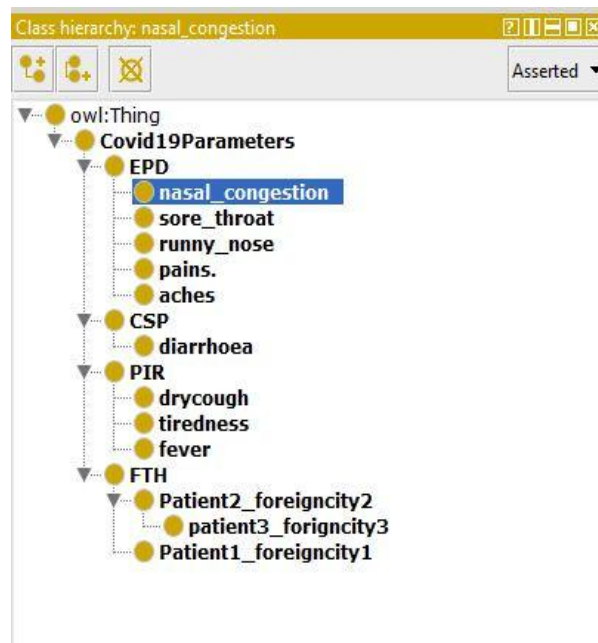 Class hierarchy: nasal_congestion
Asserted
owl:Thing
Covid19Parameters
EPD
nasal_congestion
sore_throat
runny_nose
pains.
aches
CSP
diarrhoea
PIR
drycough
tiredness
fever
FTH
Patient2_foreigncity2
patient3_forigncity3
Patient1_foreigncity1